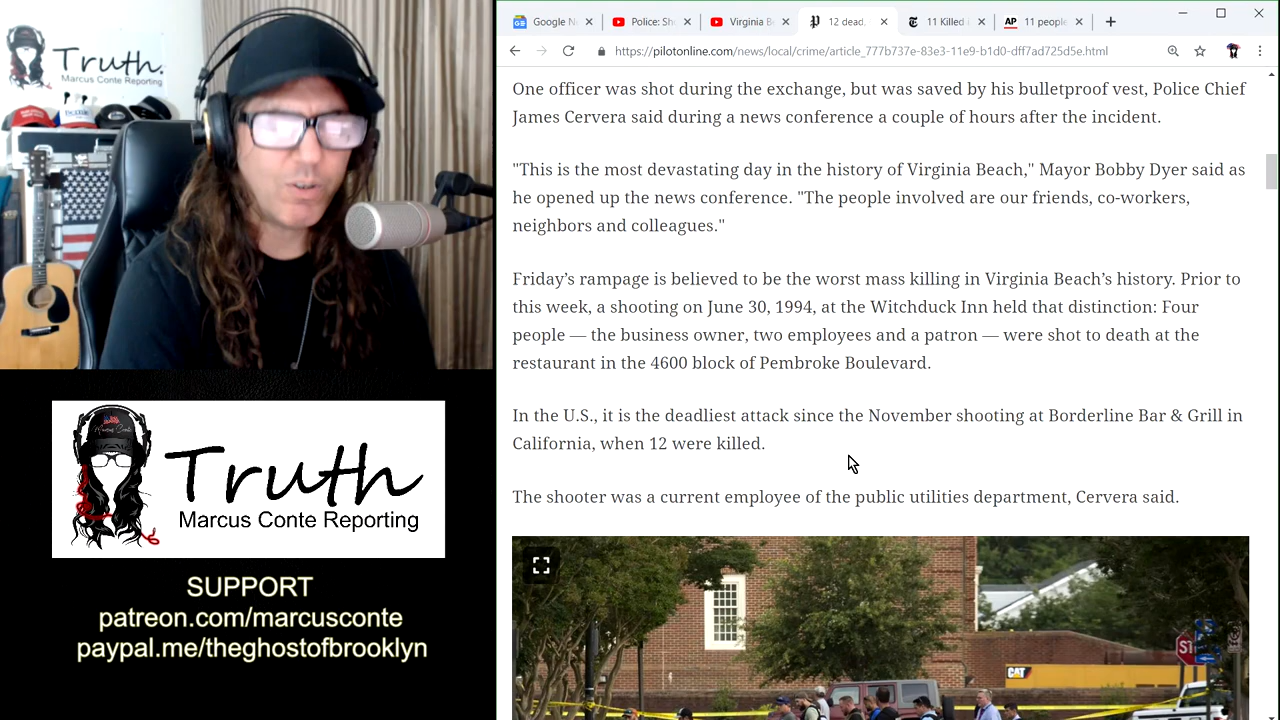 Truth.
Marcus Conte Reporting
Google N
Police: Sh
Virginia Be
12 dead,
11 Killed i
AP
11 people
https://pilotonline.com/news/local/crime/article_777b737e-83e3-11e9-b1d0-dff7ad725d5e.html
One officer was shot during the exchange, but was saved by his bulletproof vest, Police Chief
James Cervera said during a news conference a couple of hours after the incident.
"This is the most devastating day in the history of Virginia Beach," Mayor Bobby Dyer said as
he opened up the news conference. "The people involved are our friends, co-workers,
neighbors and colleagues."
Friday’s rampage is believed to be the worst mass killing in Virginia Beach’s history. Prior to
this week, a shooting on June 30, 1994, at the Witchduck Inn held that distinction: Four
people — the business owner, two employees and a patron — were shot to death at the
restaurant in the 4600 block of Pembroke Boulevard.
In the U.S., it is the deadliest attack since the November shooting at Borderline Bar & Grill in
California, when 12 were killed.
The shooter was a current employee of the public utilities department, Cervera said.
CAT
Truth
Marcus Conte Reporting
SUPPORT
patreon.com/marcusconte
paypal.me/theghostofbrooklyn